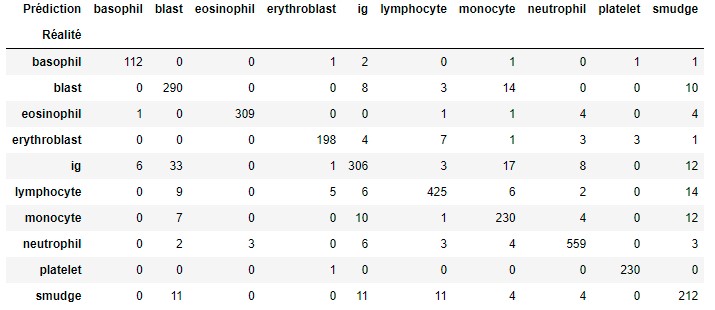 Prédiction basophil blast eosinophil erythroblast ig lymphocyte monocyte neutrophil platelet smudge
Réalité
basophil 112 0 0 1 2 0 1 0 1 1
blast 0 290 0 0 8 3 14 0 0 10
eosinophil 1 0 309 0 0 1 1 4 0 4
erythroblast 0 0 0 198 4 7 1 3 3 1
ig 6 33 0 1 306 3 17 8 0 12
lymphocyte 0 9 0 5 6 425 6 2 0 14
monocyte 0 7 0 0 10 1 230 4 0 12
neutrophil 0 2 3 0 6 3 4 559 0 3
platelet 0 0 0 1 0 0 0 0 230 0
smudge 0 11 0 0 11 11 4 4 0 212